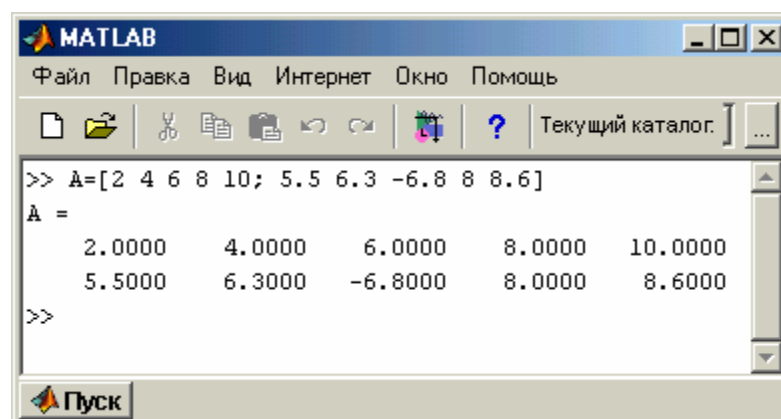 MATLAB
Файл Правка Вид Интернет Окно Помощь
? Текущий каталог: ...
>> A=[2 4 6 8 10; 5.5 6.3 -6.8 8 8.6]
A =
2.0000 4.0000 6.0000 8.0000 10.0000
5.5000 6.3000 -6.8000 8.0000 8.6000
>>
Пуск